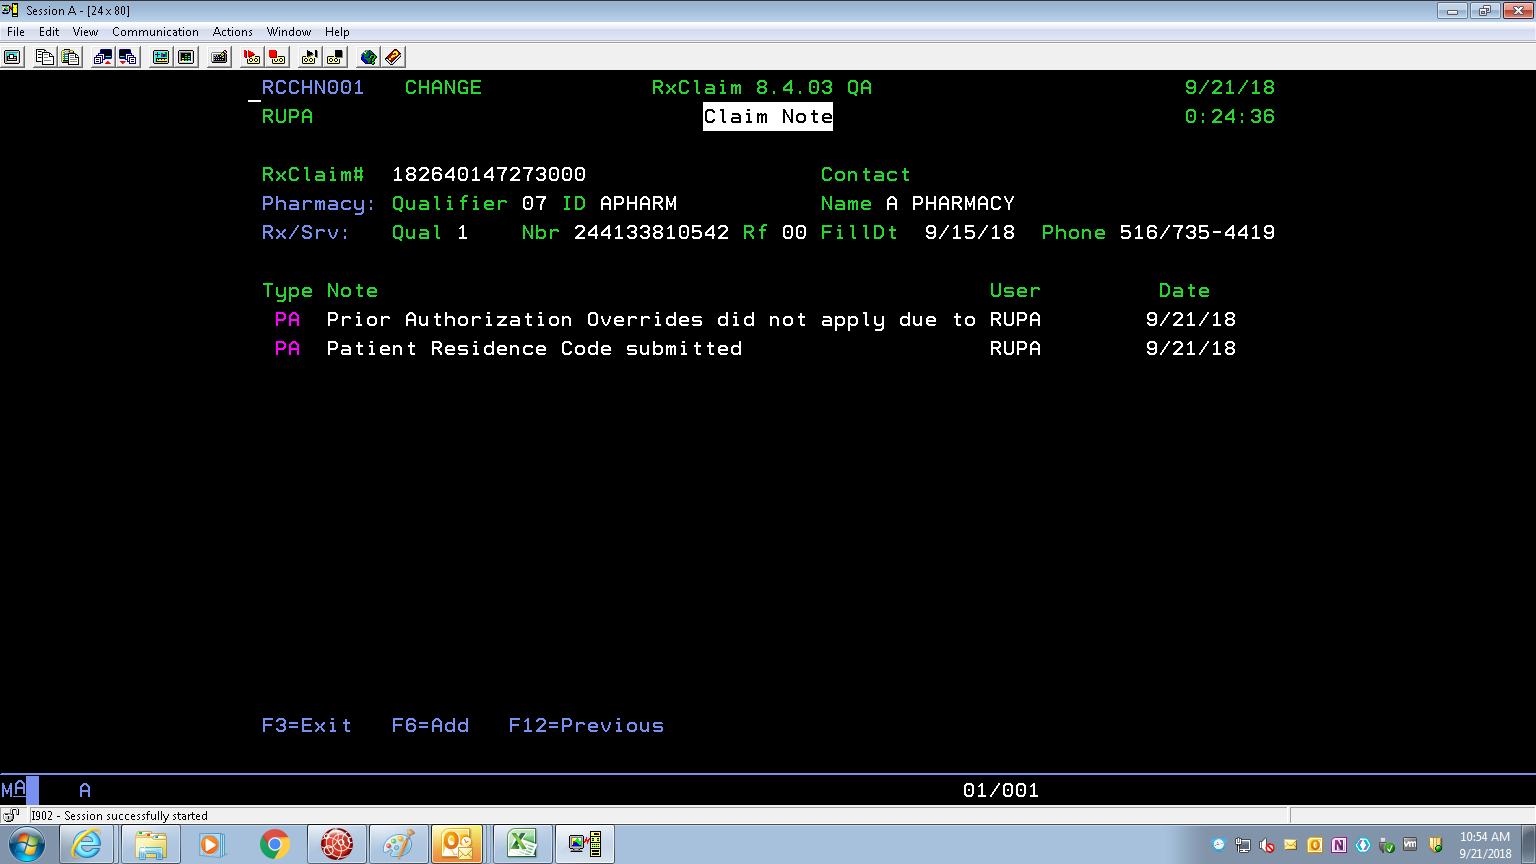 Session A - [24 x 80]
File Edit View Communication Actions Window Help
RCCHN001 CHANGE RxClaim 8.4.03 QA 9/21/18
RUPA Claim Note 0:24:36
RxClaim# 182640147273000 Contact
Pharmacy: Qualifier 07 ID APHARM Name A PHARMACY
Rx/Srv: Qual 1 Nbr 244133810542 Rf 00 FillDt 9/15/18 Phone 516/735-4419
Type Note User Date
PA Prior Authorization Overrides did not apply due to RUPA 9/21/18
PA Patient Residence Code submitted RUPA 9/21/18
F3=Exit F6=Add F12=Previous
MA A 01/001
I902 - Session successfully started
10:54 AM
9/21/2018